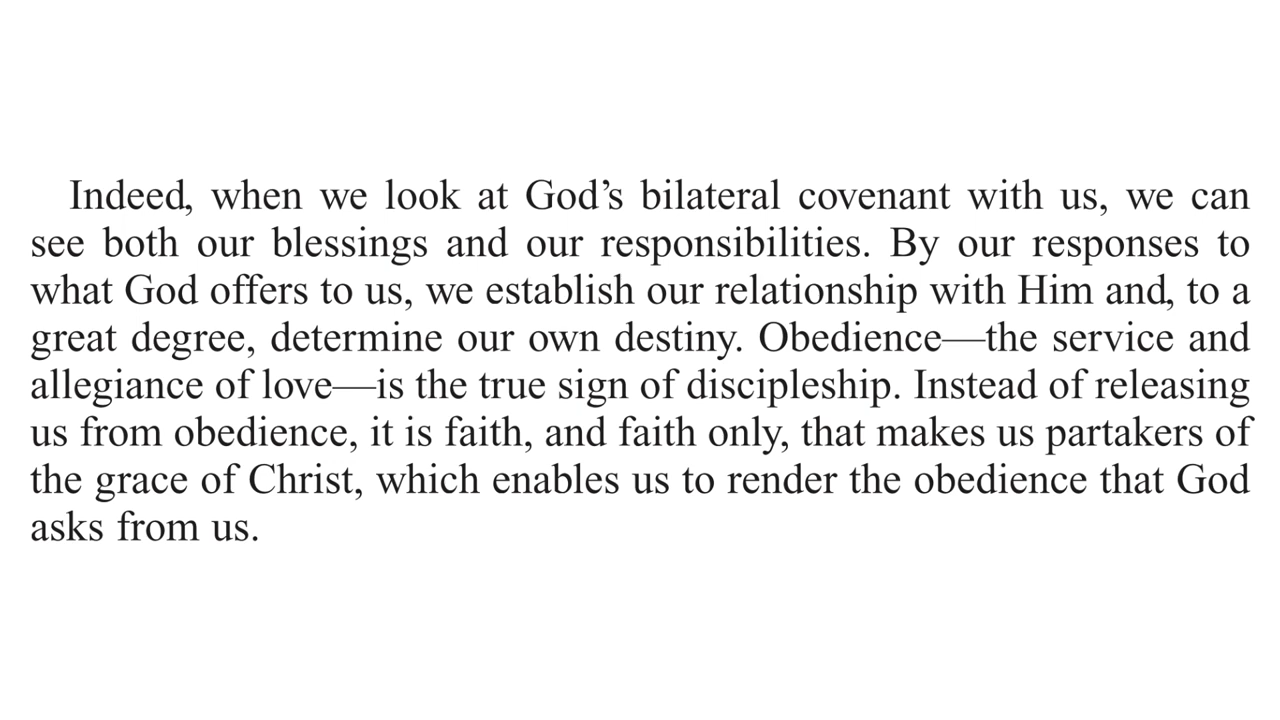 Indeed, when we look at God’s bilateral covenant with us, we can
see both our blessings and our responsibilities. By our responses to
what God offers to us, we establish our relationship with Him and, to a
great degree, determine our own destiny. Obedience—the service and
allegiance of love—is the true sign of discipleship. Instead of releasing
us from obedience, it is faith, and faith only, that makes us partakers of
the grace of Christ, which enables us to render the obedience that God
asks from us.